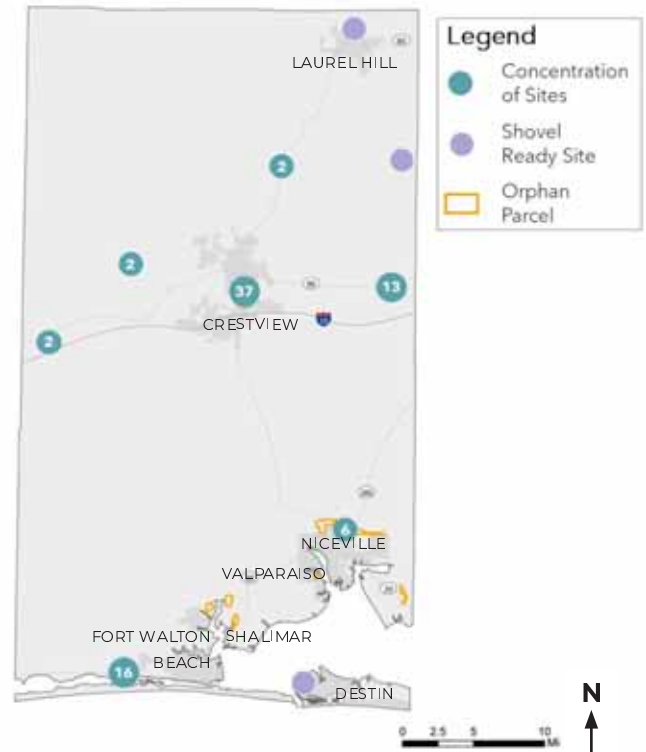 Legend
Concentration
of Sites
Shovel
Ready Site
Orphan
Parcel
LAUREL HILL
2
2
37
13
CRESTVIEW
2
6
NICEVILLE
VALPARAISO
FORT WALTON
BEACH
SHALIMAR
16
DESTIN
N
0 2.5 5 10
Mi